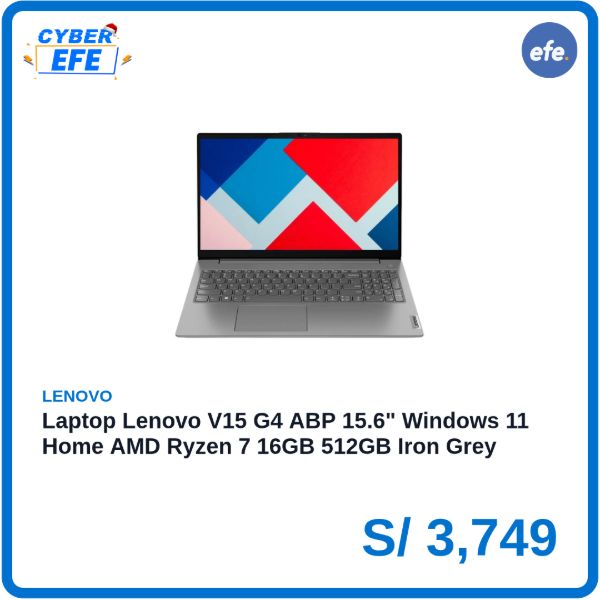 CYBER
EFE
efe.
LENOVO
Laptop Lenovo V15 G4 ABP 15.6" Windows 11
Home AMD Ryzen 7 16GB 512GB Iron Grey
S/ 3,749